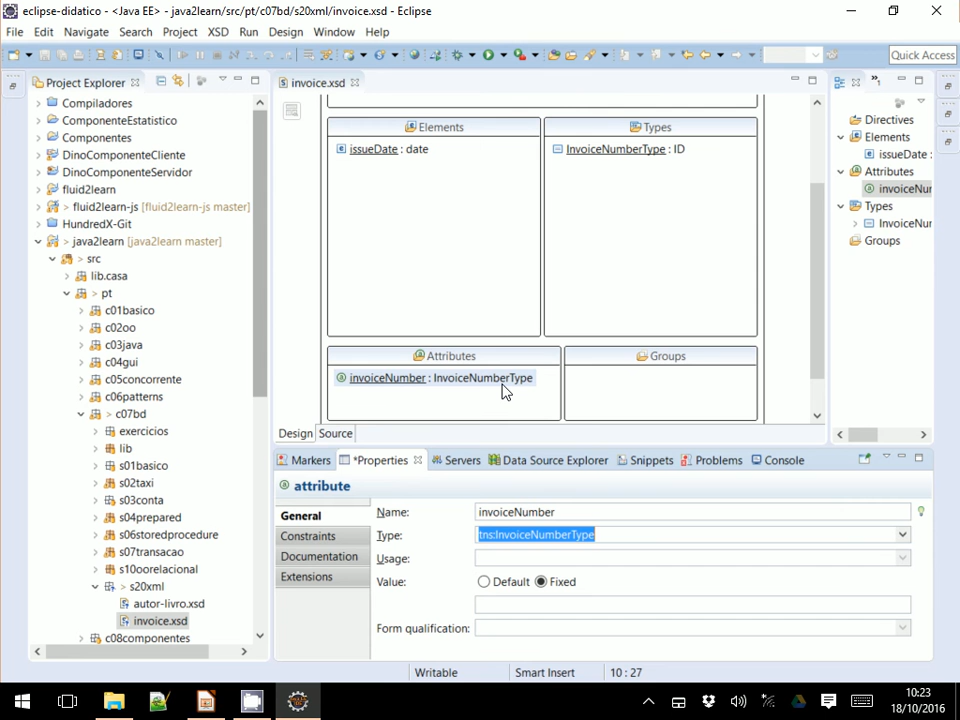 eclipse-didatico - <Java EE> - java2learn/src/pt/c07bd/s20xml/invoice.xsd - Eclipse
File Edit Navigate Search Project XSD Run Design Window Help
Quick Access
Project Explorer
Compiladores
ComponenteEstatistico
Componentes
DinoComponenteCliente
DinoComponenteServidor
fluid2learn
> fluid2learn-js [fluid2learn-js master]
HundredX-Git
> java2learn [java2learn master]
> src
lib.casa
> pt
c01basico
c02oo
c03java
c04gui
c05concorrente
c06patterns
> c07bd
exercicios
lib
s01basico
s02taxi
s03conta
s04prepared
s06storedprocedure
s07transacao
s10oorelacional
> s20xml
autor-livro.xsd
invoice.xsd
c08componentes
invoice.xsd
Elements
issueDate : date
Types
InvoiceNumberType : ID
Attributes
invoiceNumber : InvoiceNumberType
Groups
Design Source
Directives
Elements
issueDate :
Attributes
invoiceNur
Types
InvoiceNur
Groups
Markers *Properties Servers Data Source Explorer Snippets Problems Console
attribute
General
Constraints
Documentation
Extensions
Name: invoiceNumber
Type: tns:InvoiceNumberType
Usage:
Value: Default Fixed
Form qualification:
Writable Smart Insert 10 : 27
10:23
18/10/2016